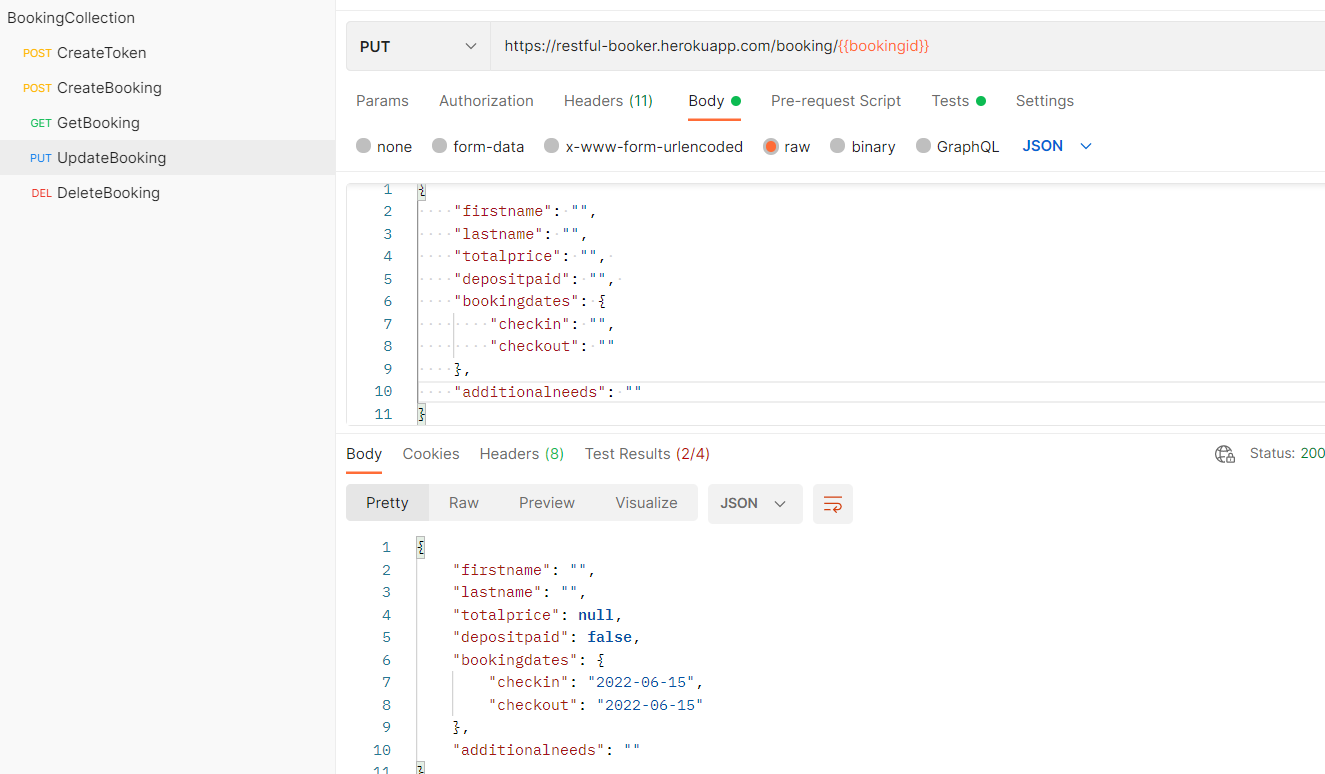 BookingCollection
POST CreateToken
POST CreateBooking
GET GetBooking
PUT UpdateBooking
DEL DeleteBooking
PUT https://restful-booker.herokuapp.com/booking/{{bookingid}}
Params Authorization Headers (11) Body Pre-request Script Tests Settings
none form-data x-www-form-urlencoded raw binary GraphQL JSON
1 {
2 "firstname": "",
3 "lastname": "",
4 "totalprice": "",
5 "depositpaid": "",
6 "bookingdates": {
7 "checkin": "",
8 "checkout": ""
9 },
10 "additionalneeds": ""
11 }
Body Cookies Headers (8) Test Results (2/4) Status: 200
Pretty Raw Preview Visualize JSON
1 {
2 "firstname": "",
3 "lastname": "",
4 "totalprice": null,
5 "depositpaid": false,
6 "bookingdates": {
7 "checkin": "2022-06-15",
8 "checkout": "2022-06-15"
9 },
10 "additionalneeds": ""
11 }